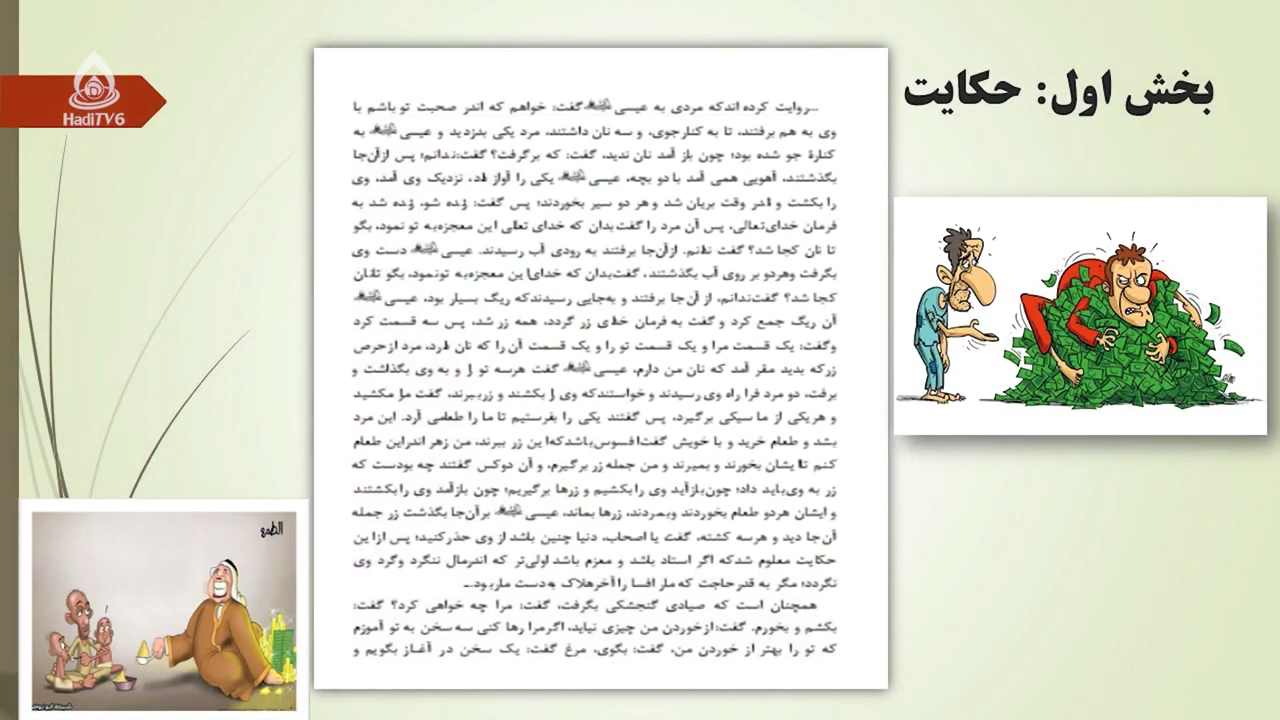 HadiTV6
بخش اول: حکایت
...روایت کرده اندکه مردی به عیسی گفت: خواهم که اندر صحبت تو باشم با
وی به هم برفتند، تا به کنارجوی، و سه نان داشتند، مرد یکی بدزدید و عیسی به
کنارهٔ جو شده بود؛ چون باز آمد نان ندید، گفت: که برگرفت؟ گفت:ندانم؛ پس ازآن‌جا
بگذشتند، آهویی همی آمد با دو بچه، عیسی یکی را آواز داد، نزدیک وی آمد، وی
را بکشت و اندر وقت بریان شد و هر دو سیر بخوردند؛ پس گفت: زنده شو، زنده شد به
فرمان خدای‌تعالی، پس آن مرد را گفت بدان که خدای تعالی این معجزه‌به تو نمود، بگو
تا نان کجا شد؟ گفت ندانم. ازآن‌جا برفتند به رودی آب رسیدند. عیسی دست وی
بگرفت وهردو بر روی آب بگذشتند، گفت‌بدان که خدای این معجزه‌به تونمود، بگو تانان
کجا شد؟ گفت‌ندانم، از آن جا برفتند و به‌جایی رسیدندکه ریگ بسیار بود، عیسی
آن ریگ جمع کرد و گفت به فرمان خدای زر گردد، همه زر شد، پس سه قسمت کرد
وگفت: یک قسمت مرا و یک قسمت تو را و یک قسمت آن را که نان دارد، مرد ازحرص
زرکه بدید مقر آمد که نان من دارم، عیسی گفت هرسه تو را و به وی بگذاشت و
برفت، دو مرد فرا راه وی رسیدند و خواستندکه وی را بکشند و زرببرند، گفت مرا مکشید
و هریکی از ما سیکی برگیرد، پس گفتند یکی را بفرستیم تا ما را طعامی آرد. این مرد
بشد و طعام خرید و با خویش گفت‌افسوس‌باشدکه‌این زر ببرند، من زهر اندراین طعام
کنم تا ایشان بخورند و بمیرند و من جمله زر برگیرم، و آن دوکس گفتند چه بودست که
زر به وی‌باید داد؛ چون‌بازآید وی رابکشیم و زرها برگیریم؛ چون بازآمد وی رابکشتند
و ایشان هردو طعام بخوردند وبمردند، زرها بماند، عیسی برآن‌جا بگذشت زر جمله
آن‌جا دید و هرسه کشته، گفت یا اصحاب، دنیا چنین باشد از وی حذرکنید؛ پس ازاین
حکایت معلوم شدکه اگر استاد باشد و معزم باشد اولی‌تر که اندرمال ننگرد وگرد وی
نگردد؛ مگر به قدرحاجت که مار افسا را آخرهلاک به‌دست ماربود...
همچنان است که صیادی گنجشکی بگرفت، گفت: مرا چه خواهی کرد؟ گفت:
بکشم و بخورم. گفت: ازخوردن من چیزی نیاید، اگرمرا رها کنی سه سخن به تو آموزم
که تو را بهتر از خوردن من، گفت: بگوی، مرغ گفت: یک سخن در آغاز بگویم و
الطمع